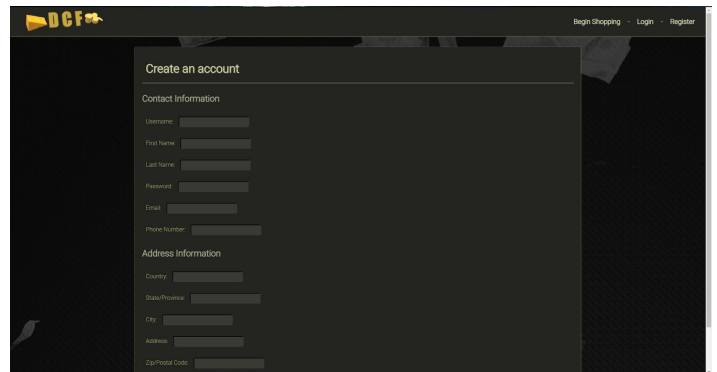 DCF
Begin Shopping - Login - Register
Create an account
Contact Information
Username:
First Name:
Last Name:
Password:
Email:
Phone Number:
Address Information
Country:
State/Province:
City:
Address:
Zip/Postal Code: